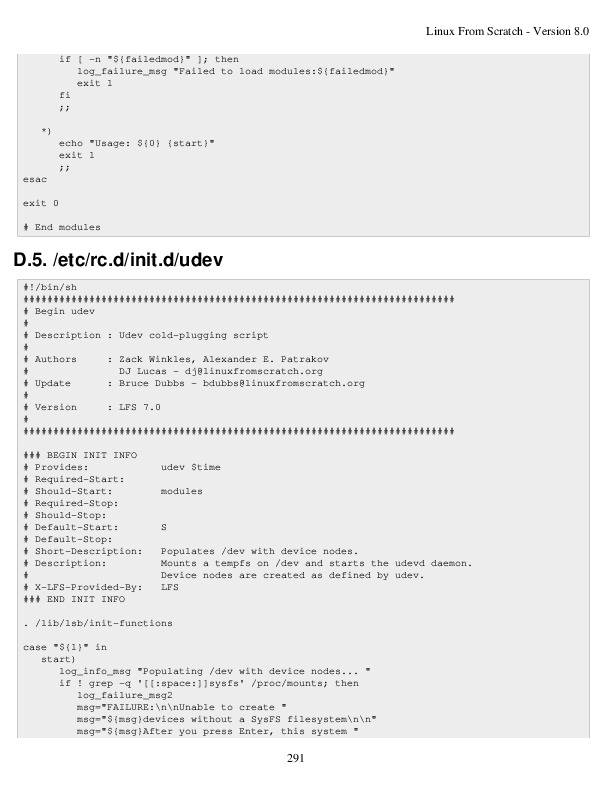 Linux From Scratch - Version 8.0
if [ -n "${failedmod}" ]; then
log_failure_msg "Failed to load modules:${failedmod}"
exit 1
fi
;;
*)
echo "Usage: ${0} {start}"
exit 1
;;
esac
exit 0
# End modules
D.5. /etc/rc.d/init.d/udev
#!/bin/sh
########################################################################
# Begin udev
#
# Description : Udev cold-plugging script
#
# Authors     : Zack Winkles, Alexander E. Patrakov
#               DJ Lucas - dj@linuxfromscratch.org
# Update      : Bruce Dubbs - bdubbs@linuxfromscratch.org
#
# Version     : LFS 7.0
#
########################################################################
### BEGIN INIT INFO
# Provides:            udev $time
# Required-Start:
# Should-Start:        modules
# Required-Stop:
# Should-Stop:
# Default-Start:       S
# Default-Stop:
# Short-Description:   Populates /dev with device nodes.
# Description:         Mounts a tempfs on /dev and starts the udevd daemon.
#                      Device nodes are created as defined by udev.
# X-LFS-Provided-By:   LFS
### END INIT INFO
. /lib/lsb/init-functions
case "${1}" in
start)
log_info_msg "Populating /dev with device nodes... "
if ! grep -q '[[:space:]]sysfs' /proc/mounts; then
log_failure_msg2
msg="FAILURE:\n\nUnable to create "
msg="${msg}devices without a SysFS filesystem\n\n"
msg="${msg}After you press Enter, this system "
291